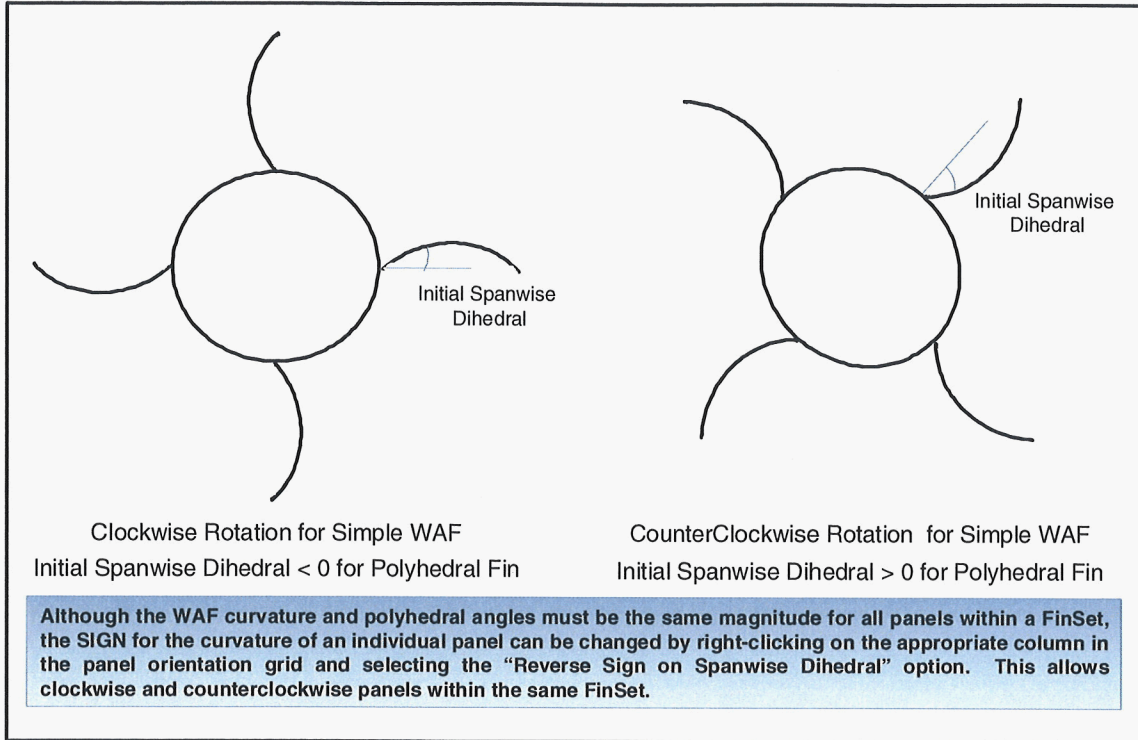 Initial Spanwise
Dihedral
Initial Spanwise
Dihedral
Clockwise Rotation for Simple WAF
Initial Spanwise Dihedral < 0 for Polyhedral Fin
CounterClockwise Rotation for Simple WAF
Initial Spanwise Dihedral > 0 for Polyhedral Fin
Although the WAF curvature and polyhedral angles must be the same magnitude for all panels within a FinSet,
the SIGN for the curvature of an individual panel can be changed by right-clicking on the appropriate column in
the panel orientation grid and selecting the “Reverse Sign on Spanwise Dihedral” option. This allows
clockwise and counterclockwise panels within the same FinSet.